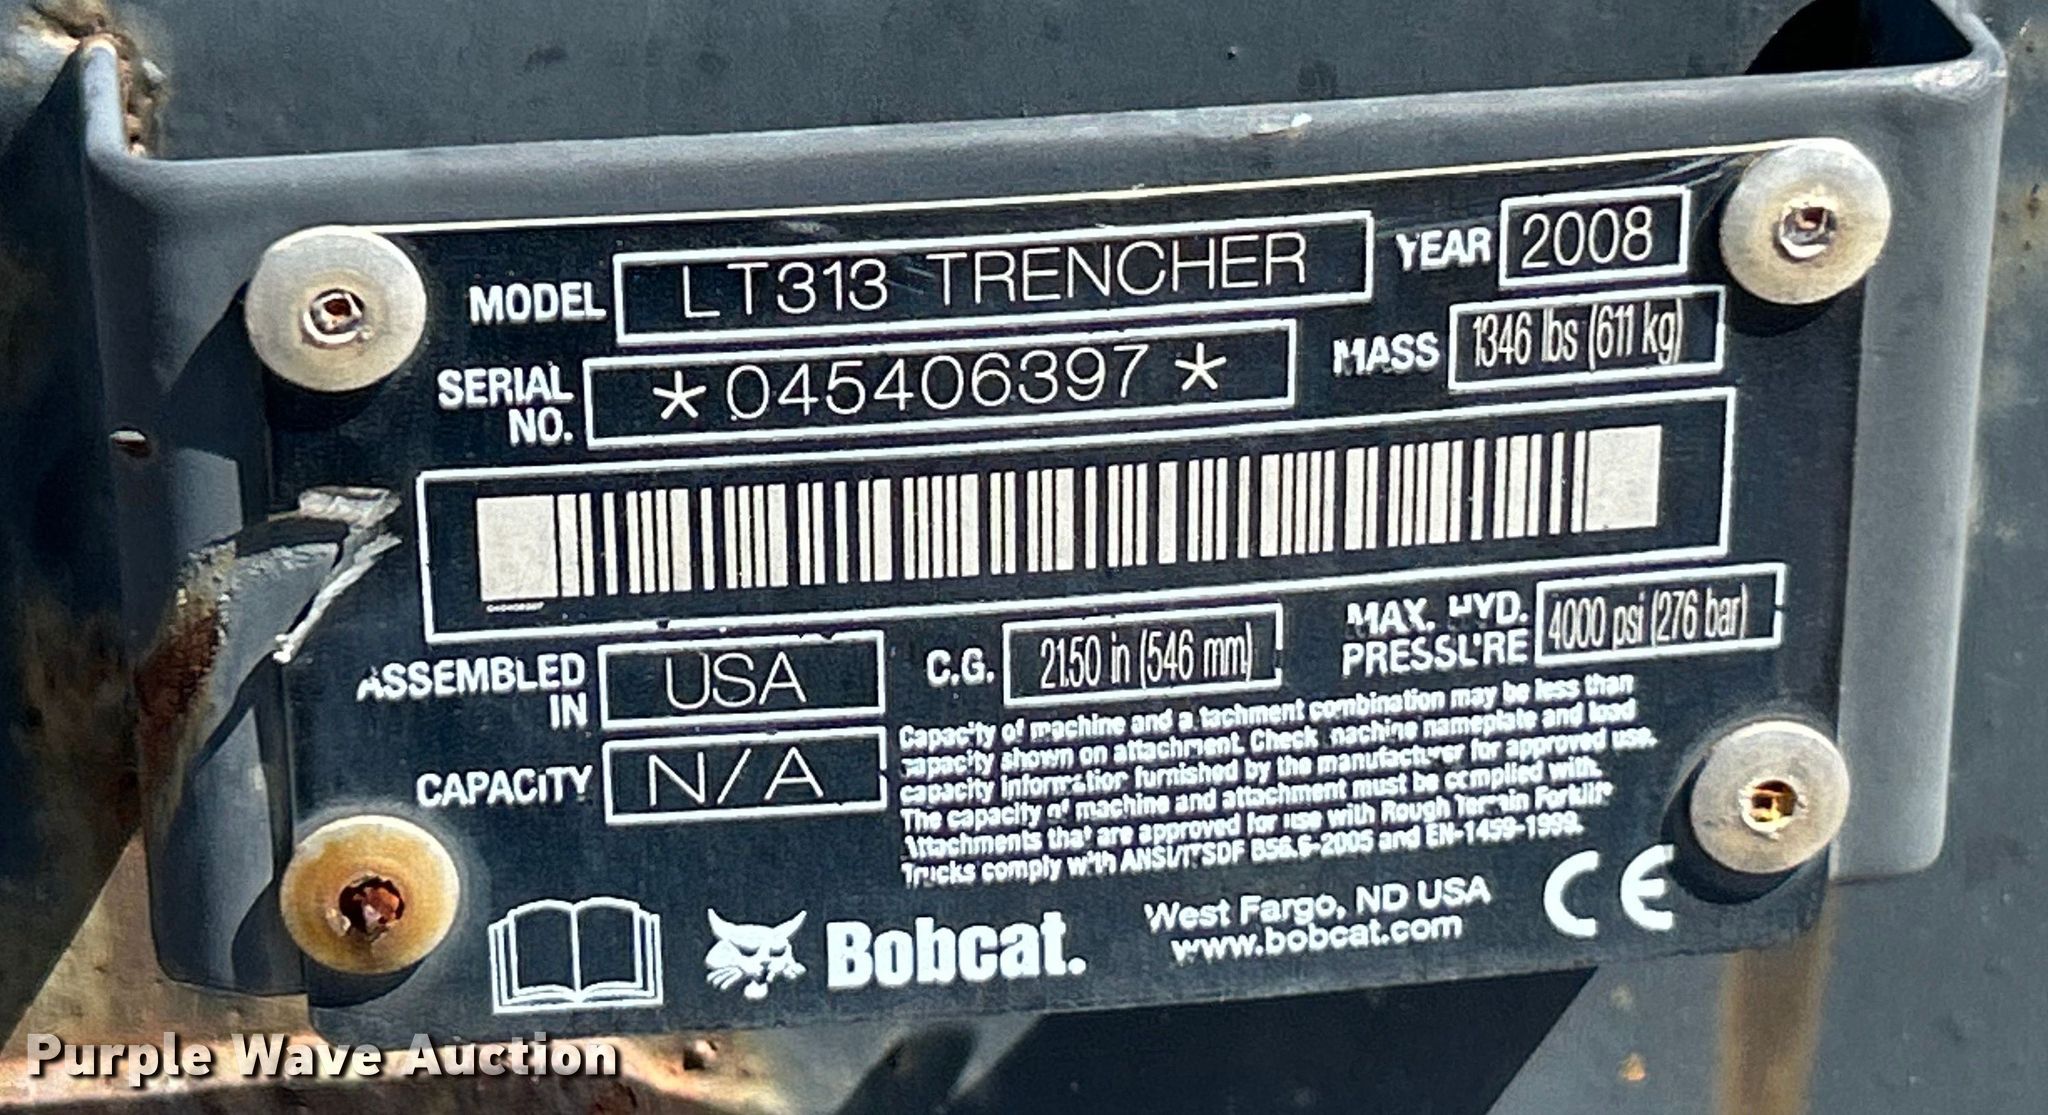 MODEL LT313 TRENCHER YEAR 2008
SERIAL NO. *045406397* MASS 1346 lbs (611 kg)
ASSEMBLED IN USA C.G. 21.50 in (546 mm) MAX. HYD. PRESSURE 4000 psi (276 bar)
CAPACITY N/A
Capacity of machine and attachment combination may be less than
capacity shown on attachment. Check machine nameplate and load
capacity information furnished by the manufacturer for approved use.
The capacity of machine and attachment must be complied with.
Attachments that are approved for use with Rough Terrain Forklift
Trucks comply with ANSI/ITSDF B56.6-2005 and EN-1459-1999.
Bobcat.
West Fargo, ND USA
www.bobcat.com
CE
Purple Wave Auction